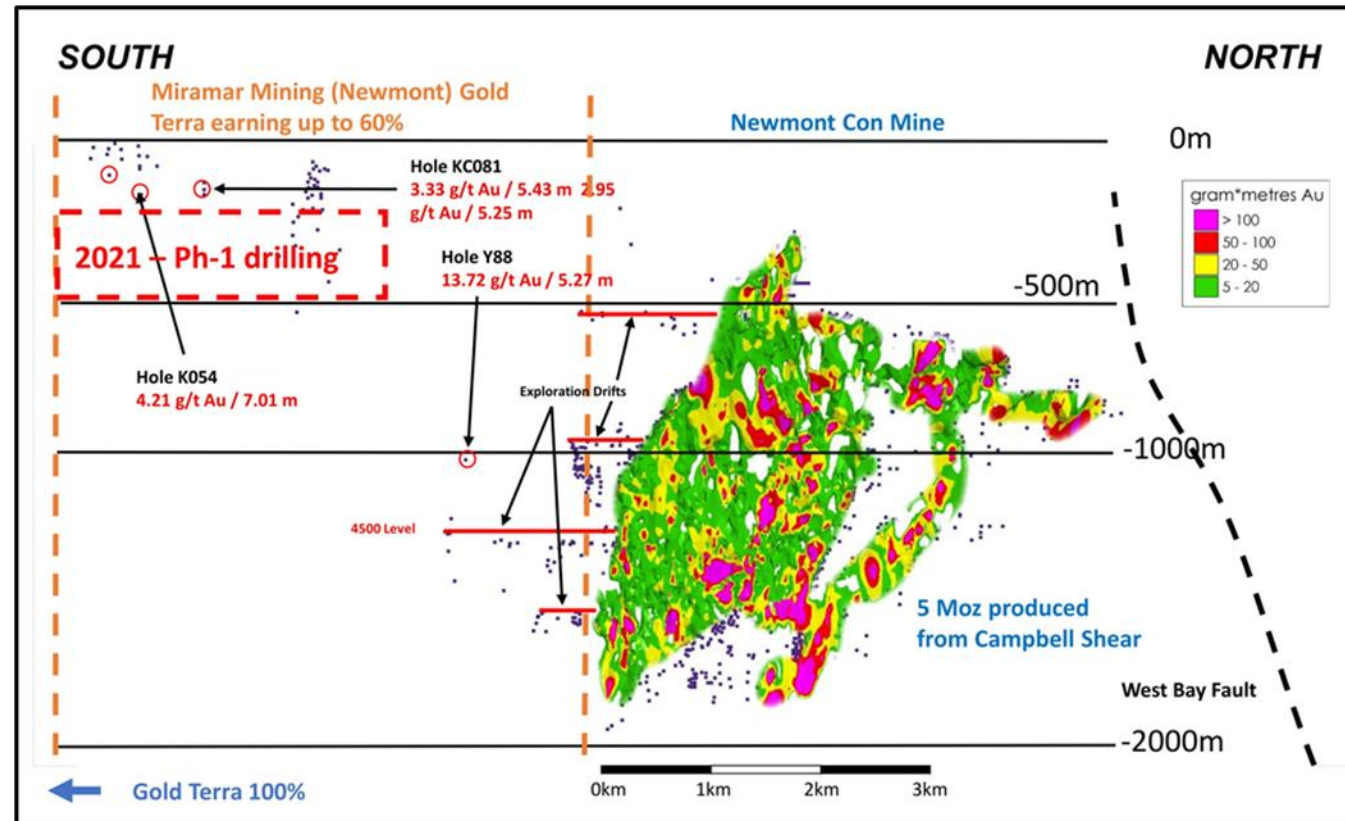 SOUTH
NORTH
Miramar Mining (Newmont) Gold
Terra earning up to 60%
Newmont Con Mine
0m
Hole KC081
3.33 g/t Au / 5.43 m 2.95
g/t Au / 5.25 m
gram*metres Au
> 100
50 - 100
20 - 50
5 - 20
2021 – Ph-1 drilling
Hole Y88
13.72 g/t Au / 5.27 m
-500m
Hole K054
4.21 g/t Au / 7.01 m
Exploration Drifts
-1000m
4500 Level
5 Moz produced
from Campbell Shear
West Bay Fault
-2000m
Gold Terra 100%
0km
1km
2km
3km